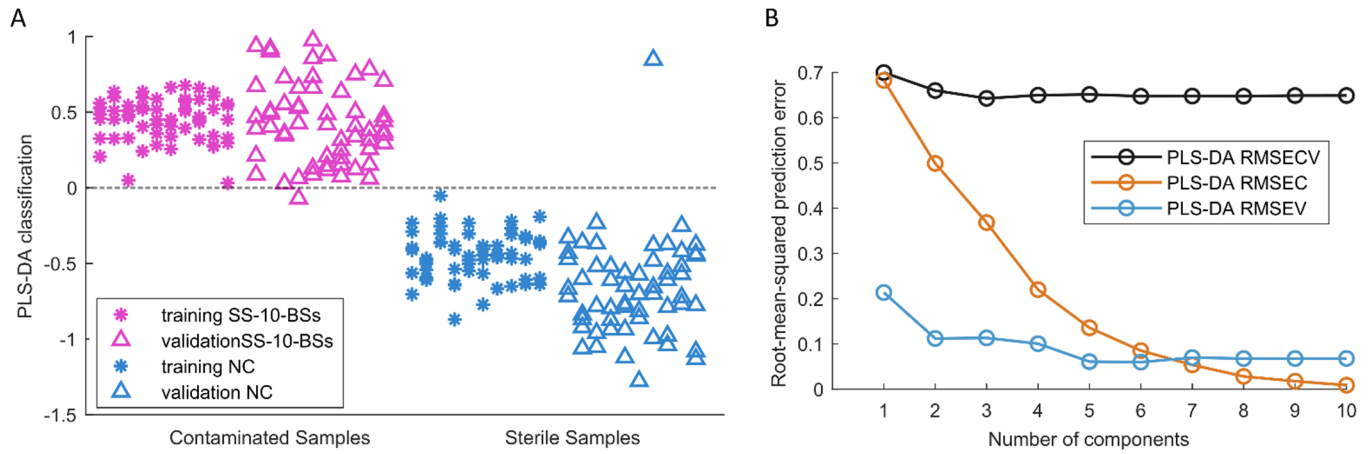 A
PLS-DA classification
1
0.5
0
-0.5
-1
-1.5
training SS-10-BSs
validationSS-10-BSs
training NC
validation NC
Contaminated Samples
Sterile Samples
B
Root-mean-squared prediction error
0.7
0.6
0.5
0.4
0.3
0.2
0.1
0
PLS-DA RMSECV
PLS-DA RMSEC
PLS-DA RMSEV
1 2 3 4 5 6 7 8 9 10
Number of components